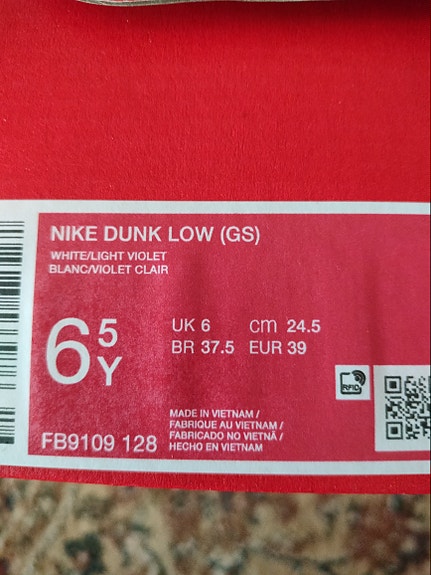 NIKE DUNK LOW (GS)
WHITE/LIGHT VIOLET
BLANC/VIOLET CLAIR
6 5 Y
UK 6 cm 24.5
BR 37.5 EUR 39
RFID
MADE IN VIETNAM /
FABRIQUE AU VIETNAM /
FABRICADO NO VIETNÃ /
HECHO EN VIETNAM
FB9109 128